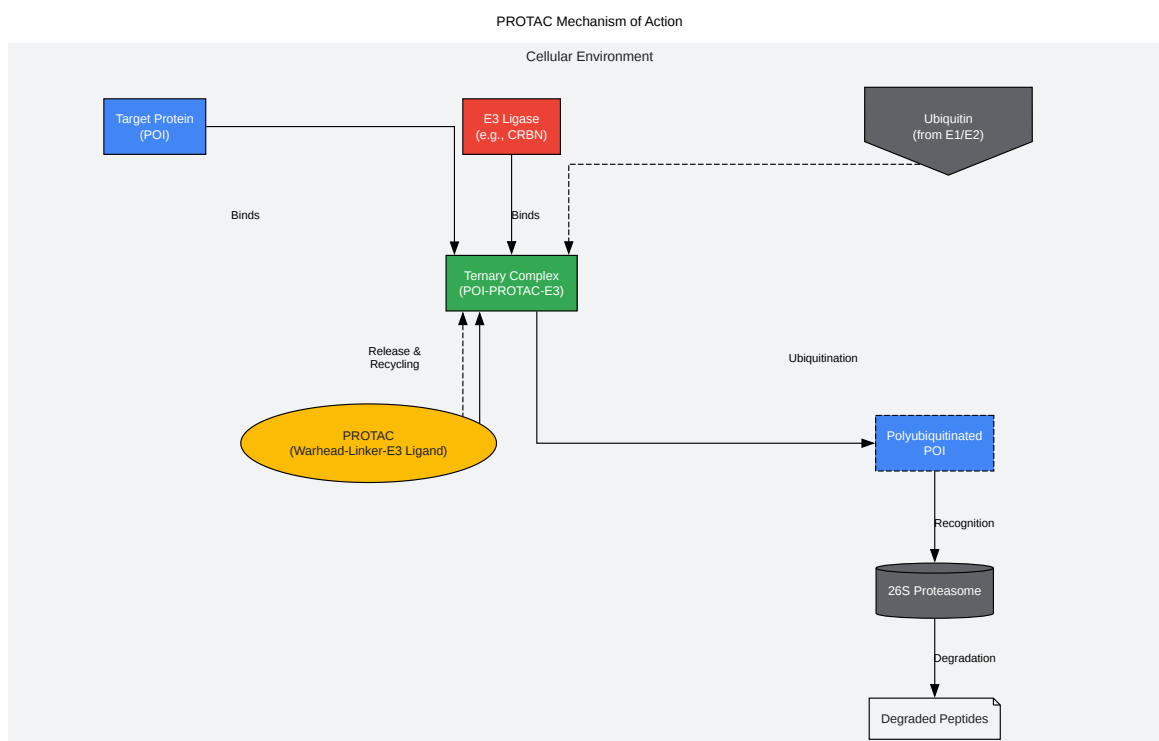 PROTAC Mechanism of Action
Cellular Environment
Target Protein
(POI)
E3 Ligase
(e.g., CRBN)
Ubiquitin
(from E1/E2)
Binds
Binds
Ternary Complex
(POI-PROTAC-E3)
Release &
Recycling
Ubiquitination
PROTAC
(Warhead-Linker-E3 Ligand)
Polyubiquitinated
POI
Recognition
26S Proteasome
Degradation
Degraded Peptides